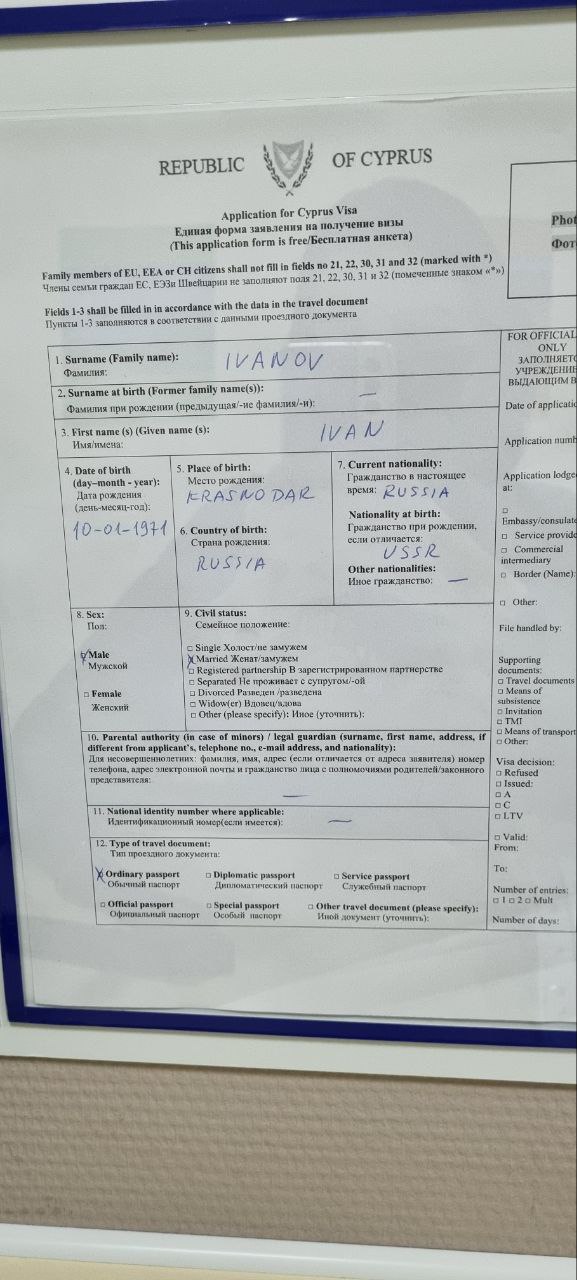 REPUBLIC OF CYPRUS
Application for Cyprus Visa
Единая форма заявления на получение визы
(This application form is free/Бесплатная анкета)
Phot
Фот
Family members of EU, EEA or CH citizens shall not fill in fields no 21, 22, 30, 31 and 32 (marked with *)
Члены семьи граждан ЕС, ЕЭЗи Швейцарии не заполняют поля 21, 22, 30, 31 и 32 (помеченные знаком «*»)
Fields 1-3 shall be filled in in accordance with the data in the travel document
Пункты 1-3 заполняются в соответствии с данными проездного документа
1. Surname (Family name):
Фамилия:
IVANOV
2. Surname at birth (Former family name(s)):
Фамилия при рождении (предыдущая/-ие фамилия/-и):
—
3. First name (s) (Given name (s):
Имя/имена:
IVAN
4. Date of birth
(day–month - year):
Дата рождения
(день-месяц-год):
10-01-1971
5. Place of birth:
Место рождения:
KRASNODAR
6. Country of birth:
Страна рождения:
RUSSIA
7. Current nationality:
Гражданство в настоящее
время: RUSSIA
Nationality at birth:
Гражданство при рождении,
если отличается:
USSR
Other nationalities:
Иное гражданство: —
8. Sex:
Пол:
Male
Мужской
□ Female
Женский
9. Civil status:
Семейное положение:
□ Single Холост/не замужем
Married Женат/замужем
□ Registered partnership В зарегистрированном партнерстве
□ Separated Не проживает с супругом/-ой
□ Divorced Разведен /разведена
□ Widow(er) Вдовец/вдова
□ Other (please specify): Иное (уточнить):
10. Parental authority (in case of minors) / legal guardian (surname, first name, address, if
different from applicant's, telephone no., e-mail address, and nationality):
Для несовершеннолетних: фамилия, имя, адрес (если отличается от адреса заявителя) номер
телефона, адрес электронной почты и гражданство лица с полномочиями родителей/законного
представителя:
—
11. National identity number where applicable:
Идентификационный номер(если имеется):
—
12. Type of travel document:
Тип проездного документа:
Ordinary passport □ Diplomatic passport □ Service passport
Обычный паспорт Дипломатический паспорт Служебный паспорт
□ Official passport □ Special passport □ Other travel document (please specify):
Официальный паспорт Особый паспорт Иной документ (уточнить):
FOR OFFICIAL
ONLY
ЗАПОЛНЯЕТС
УЧРЕЖДЕНИЕ
ВЫДАЮЩИМ В
Date of applicatio
Application numb
Application lodge
at:
□
Embassy/consulate
□ Service provide
□ Commercial
intermediary
□ Border (Name):
□ Other:
File handled by:
Supporting
documents:
□ Travel documents
□ Means of
subsistence
□ Invitation
□ TMI
□ Means of transport
□ Other:
Visa decision:
□ Refused
□ Issued:
□ A
□ C
□ LTV
□ Valid:
From:
To:
Number of entries:
□ 1 □ 2 □ Mult
Number of days: